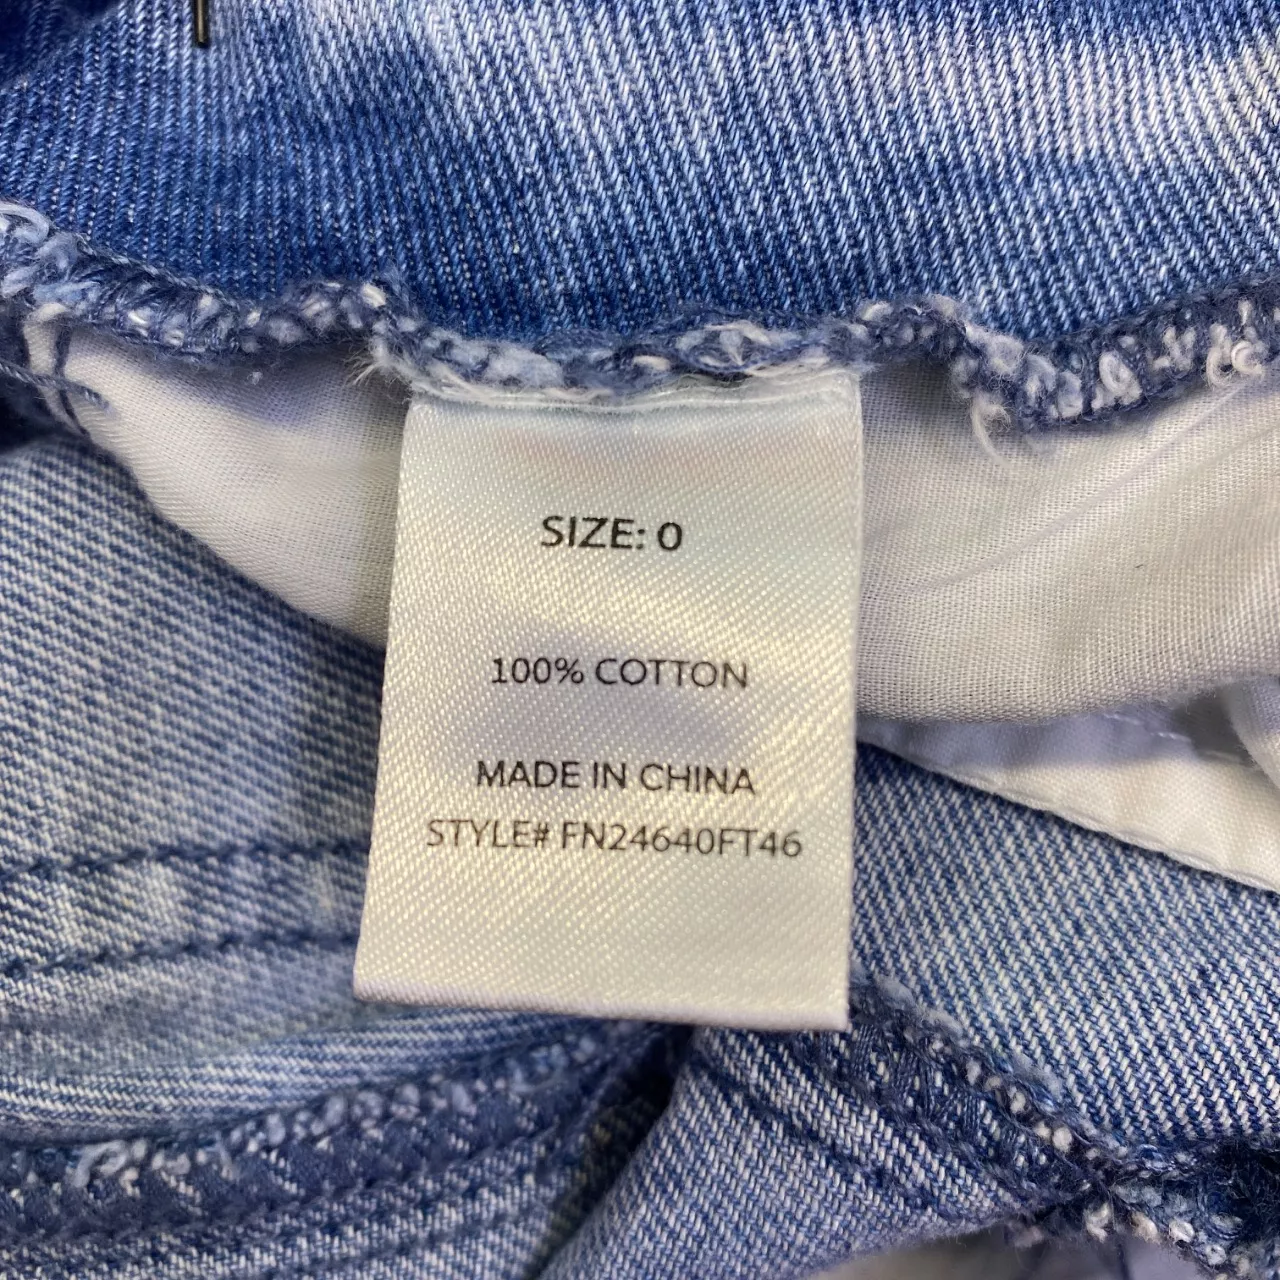 SIZE: 0
100% COTTON
MADE IN CHINA
STYLE# FN24640FT46